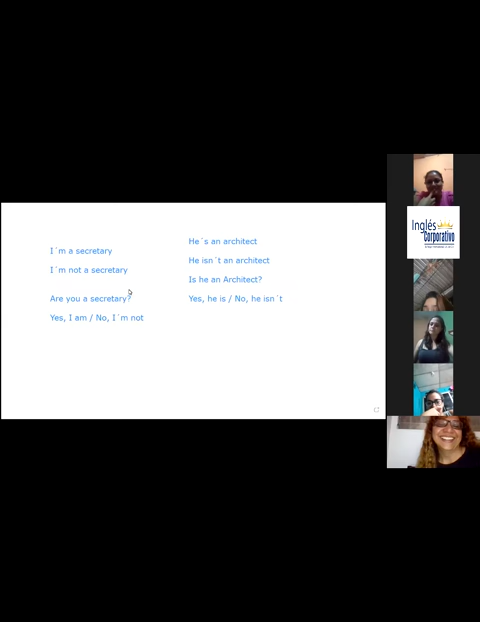 I´m a secretary
I´m not a secretary
Are you a secretary?
Yes, I am / No, I´m not
He´s an architect
He isn´t an architect
Is he an Architect?
Yes, he is / No, he isn´t
Inglés
Corporativo